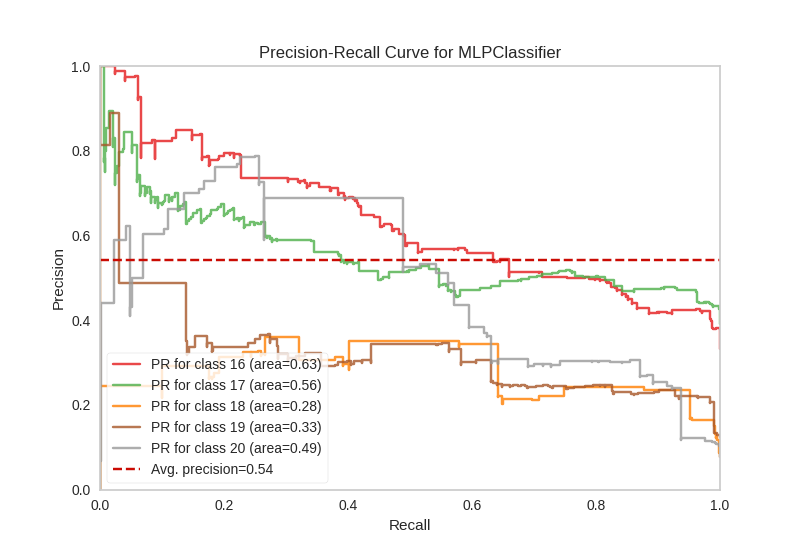 Precision-Recall Curve for MLPClassifier
1.0
0.8
0.6
0.4
0.2
0.0
Precision
PR for class 16 (area=0.63)
PR for class 17 (area=0.56)
PR for class 18 (area=0.28)
PR for class 19 (area=0.33)
PR for class 20 (area=0.49)
Avg. precision=0.54
0.0 0.2 0.4 0.6 0.8 1.0
Recall